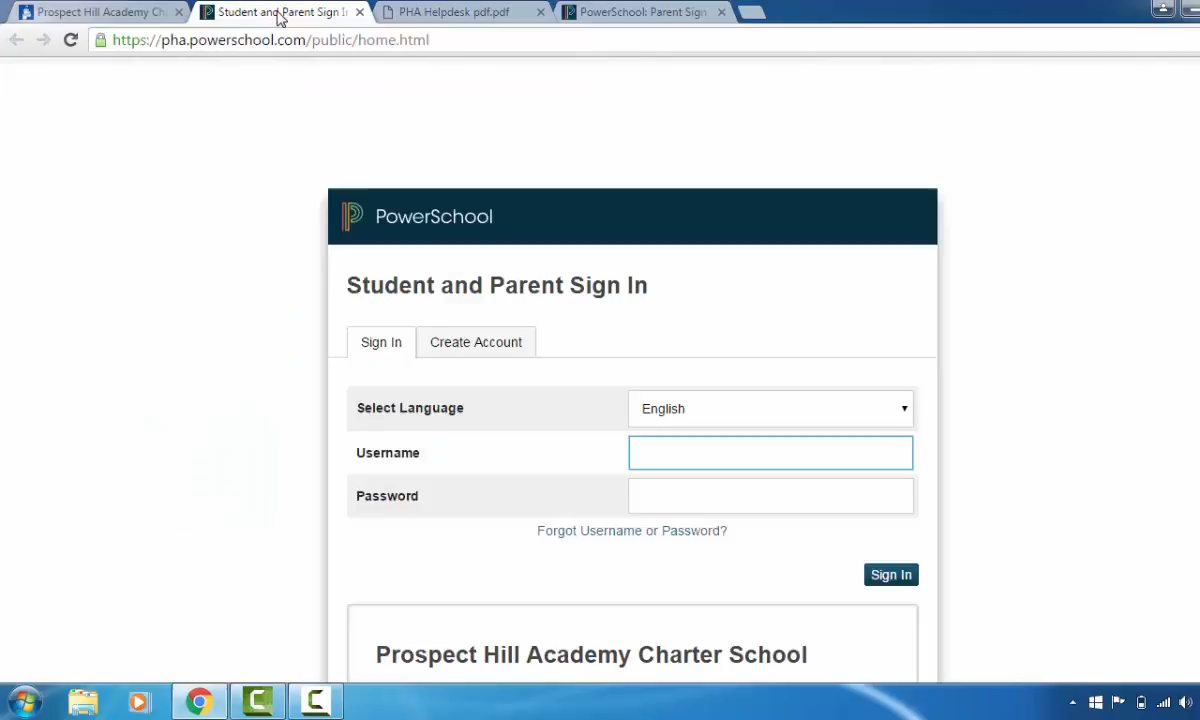 Prospect Hill Academy Ch
Student and Parent Sign I
PHA Helpdesk pdf.pdf
PowerSchool: Parent Sign
https://pha.powerschool.com/public/home.html
PowerSchool
Student and Parent Sign In
Sign In
Create Account
Select Language
English
Username
Password
Forgot Username or Password?
Sign In
Prospect Hill Academy Charter School